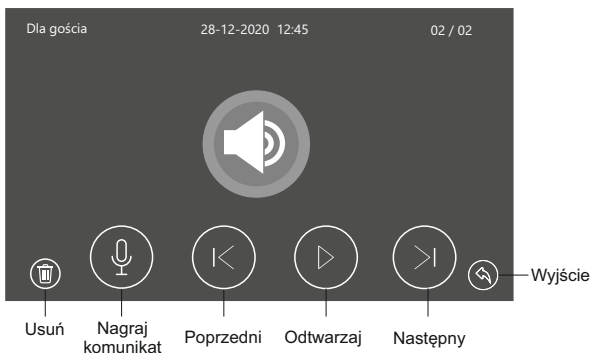 Dla gościa 28-12-2020 12:45 02 / 02
Wyjście
Usuń Nagraj komunikat Poprzedni Odtwarzaj Następny